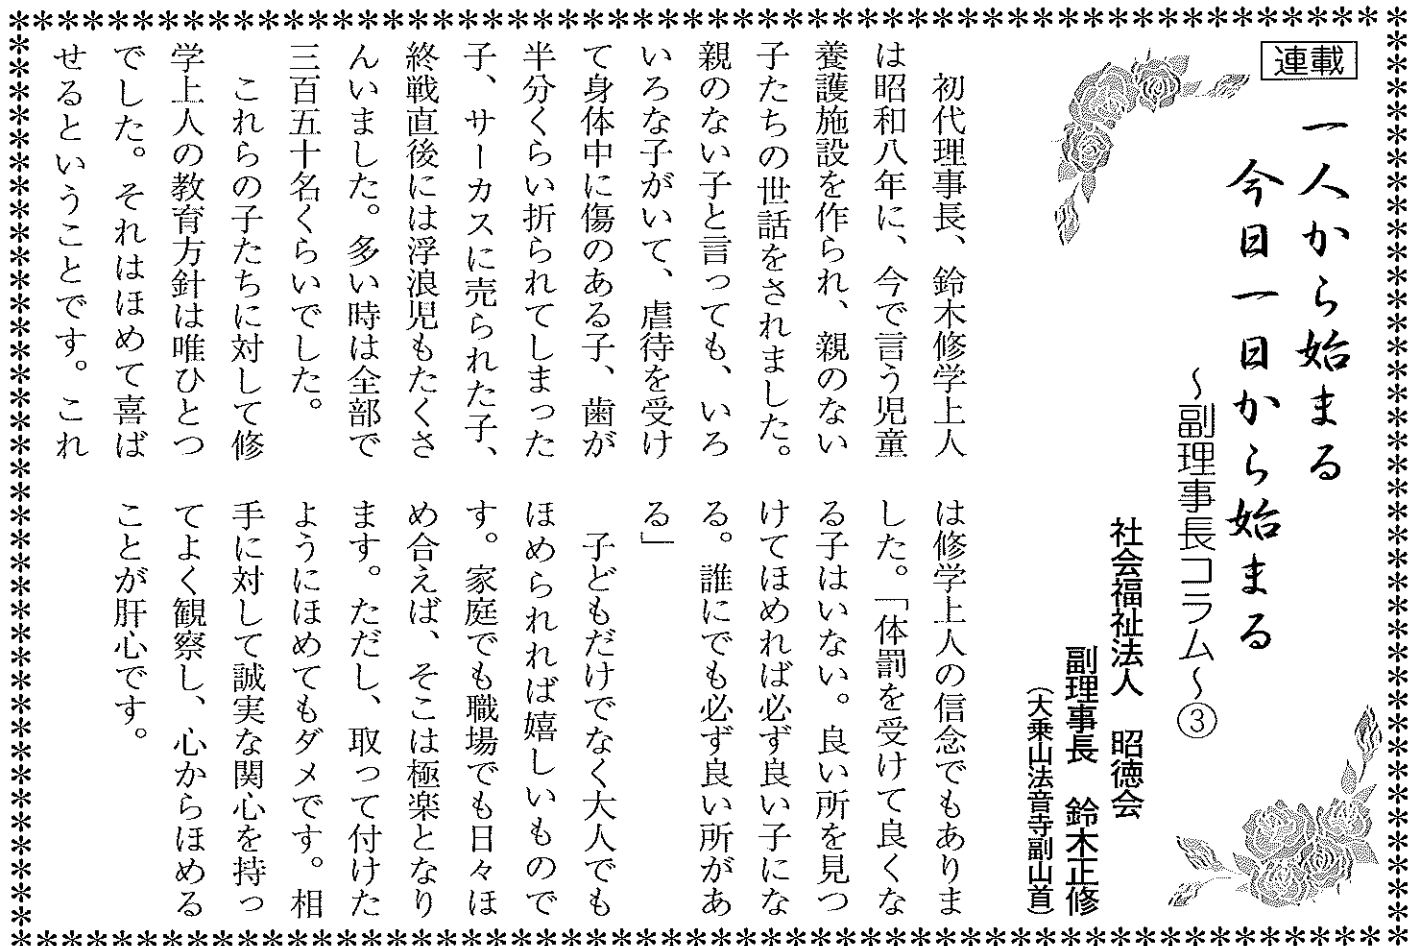 連載
一人から始まる
今日一日から始まる
～副理事長コラム～③
社会福祉法人　昭徳会
副理事長　鈴木正修
（大乗山法音寺副山首）
　初代理事長、鈴木修学上人
は昭和八年に、今で言う児童
養護施設を作られ、親のない
子たちの世話をされました。
親のない子と言っても、いろ
いろな子がいて、虐待を受け
て身体中に傷のある子、歯が
半分くらい折られてしまった
子、サーカスに売られた子、
終戦直後には浮浪児もたくさ
んいました。多い時は全部で
三百五十名くらいでした。
　これらの子たちに対して修
学上人の教育方針は唯ひとつ
でした。それはほめて喜ば
せるということです。これ
は修学上人の信念でもありま
した。「体罰を受けて良くな
る子はいない。良い所を見つ
けてほめれば必ず良い子にな
る。誰にでも必ず良い所があ
る」
　子どもだけでなく大人でも
ほめられれば嬉しいもので
す。家庭でも職場でも日々ほ
め合えば、そこは極楽となり
ます。ただし、取って付けた
ようにほめてもダメです。相
手に対して誠実な関心を持っ
てよく観察し、心からほめる
ことが肝心です。